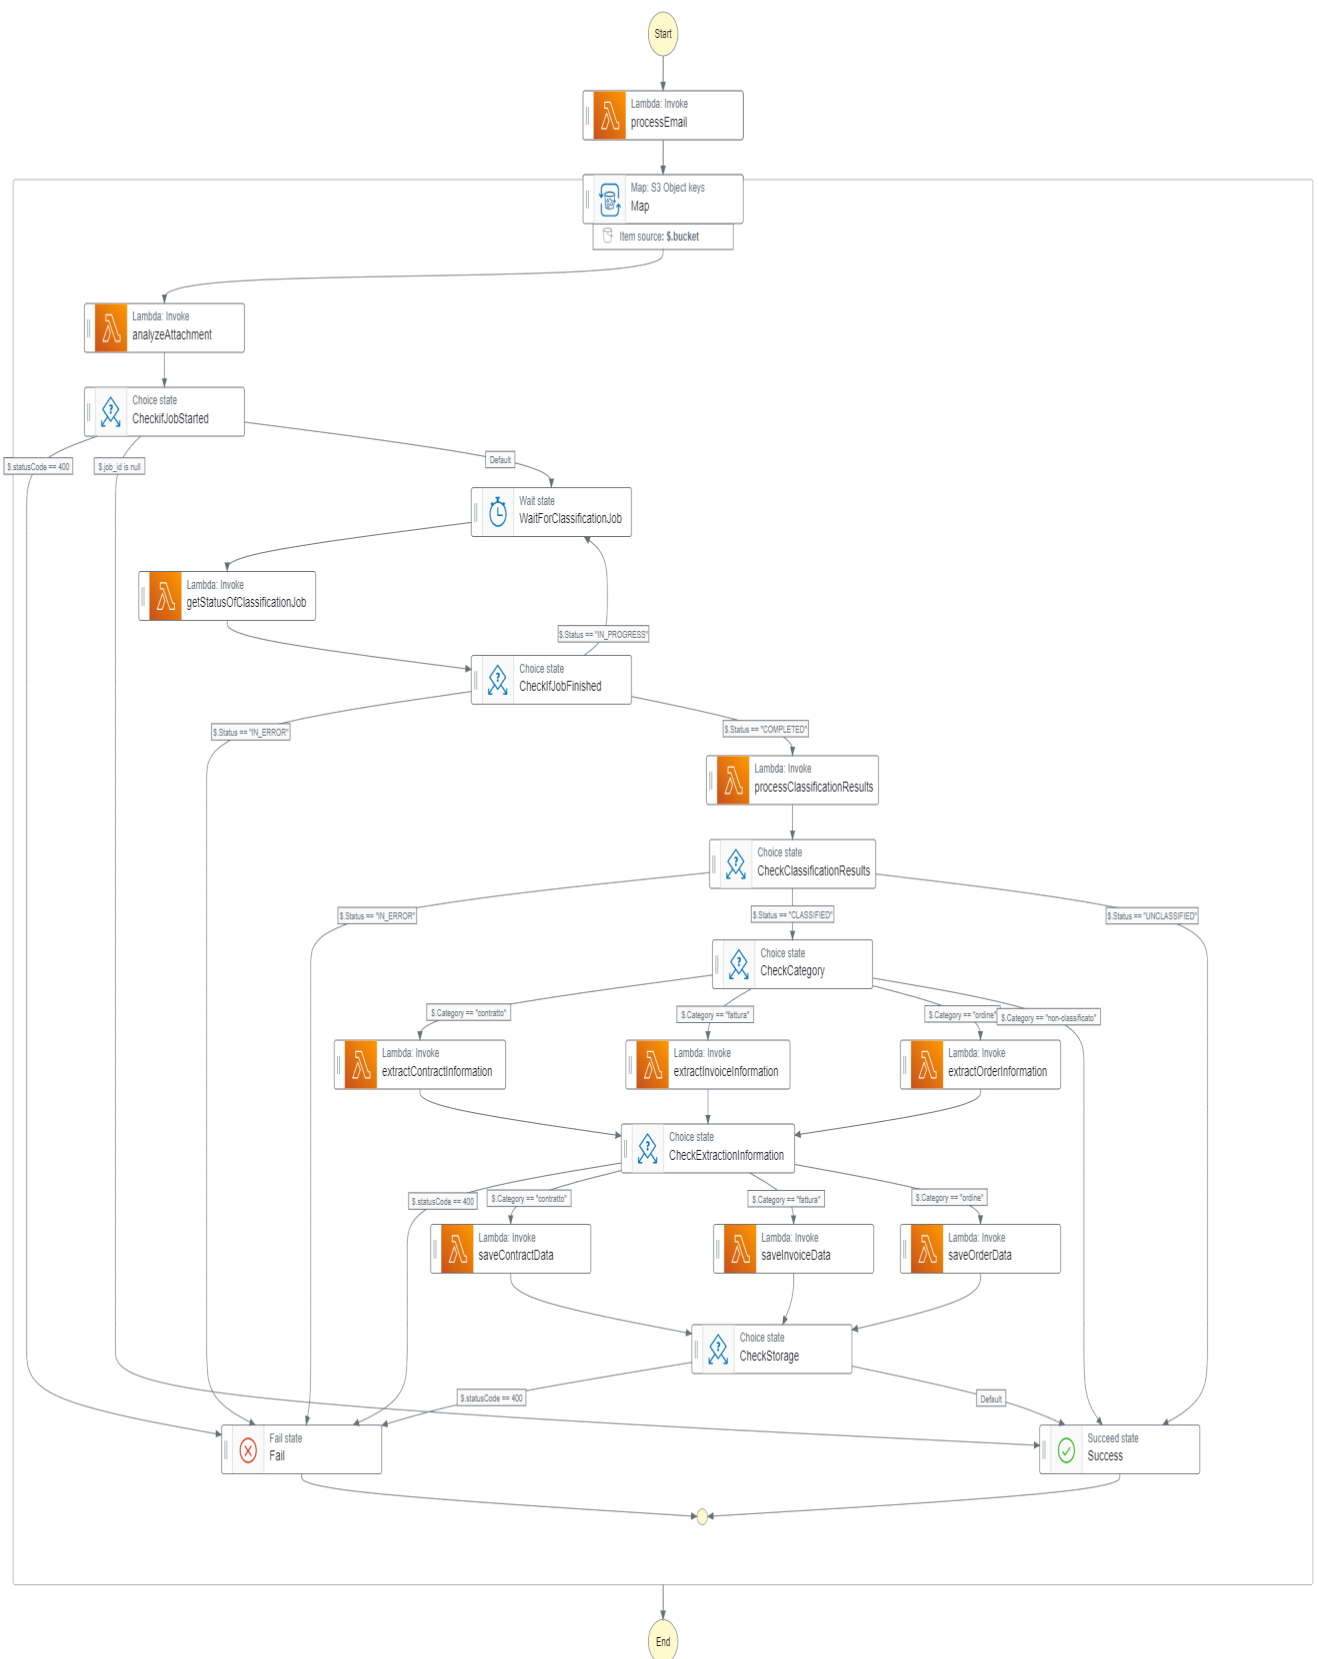 Start
Lambda: Invoke
processEmail
Map: S3 Object keys
Map
Item source: $.bucket
Lambda: Invoke
analyzeAttachment
Choice state
CheckifJobStarted
$.statusCode == 400
$.job_id is null
Default
Wait state
WaitForClassificationJob
Lambda: Invoke
getStatusOfClassificationJob
$.Status == "IN_PROGRESS"
Choice state
CheckIfJobFinished
$.Status == "IN_ERROR"
$.Status == "COMPLETED"
Lambda: Invoke
processClassificationResults
Choice state
CheckClassificationResults
$.Status == "IN_ERROR"
$.Status == "CLASSIFIED"
$.Status == "UNCLASSIFIED"
Choice state
CheckCategory
$.Category == "contratto"
$.Category == "fattura"
$.Category == "ordine"
$.Category == "non-classificato"
Lambda: Invoke
extractContractInformation
Lambda: Invoke
extractInvoiceInformation
Lambda: Invoke
extractOrderInformation
Choice state
CheckExtractionInformation
$.statusCode == 400
$.Category == "contratto"
$.Category == "fattura"
$.Category == "ordine"
Lambda: Invoke
saveContractData
Lambda: Invoke
saveInvoiceData
Lambda: Invoke
saveOrderData
Choice state
CheckStorage
$.statusCode == 400
Default
Fail state
Fail
Succeed state
Success
End